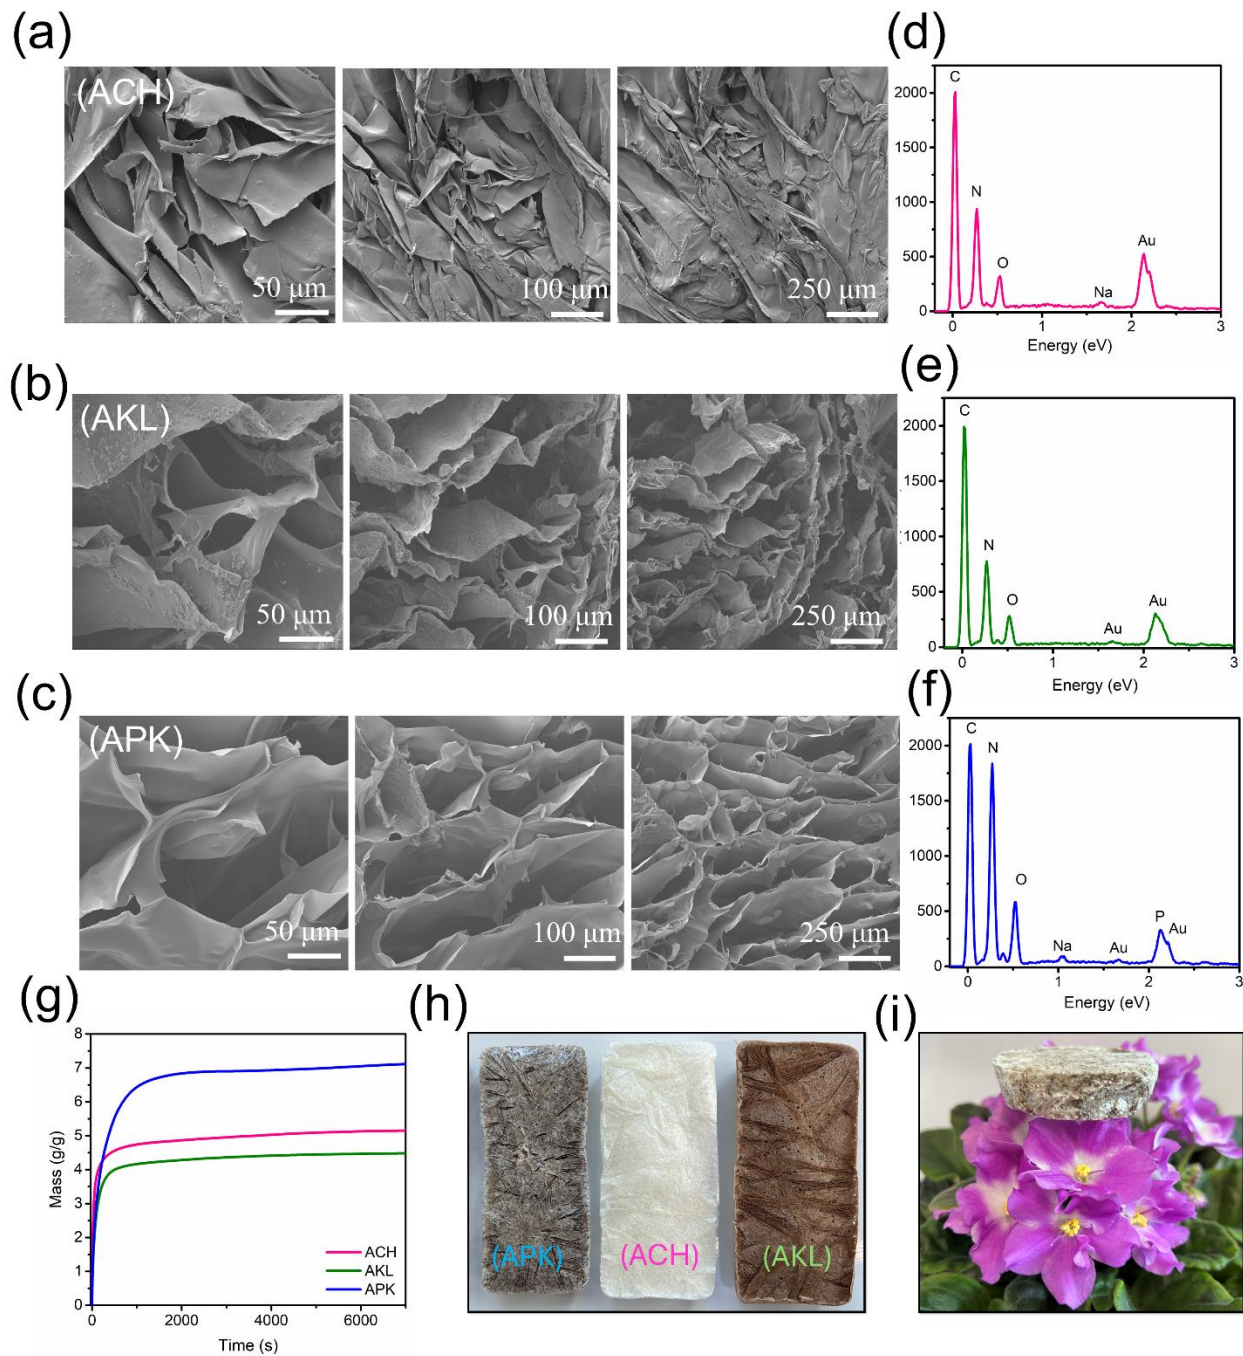 (a)
(ACH)
50 μm
100 μm
250 μm
(d)
2000
1500
1000
500
0
C
N
O
Na
Au
0
1
2
3
Energy (eV)
(b)
(AKL)
50 μm
100 μm
250 μm
(e)
2000
1500
1000
500
0
C
N
O
Au
Au
0
1
2
3
Energy (eV)
(c)
(APK)
50 μm
100 μm
250 μm
(f)
2000
1500
1000
500
0
C
N
O
Na
Au
P
Au
0
1
2
3
Energy (eV)
(g)
Mass (g/g)
8
7
6
5
4
3
2
1
0
ACH
AKL
APK
0
2000
4000
6000
Time (s)
(h)
(APK)
(ACH)
(AKL)
(i)